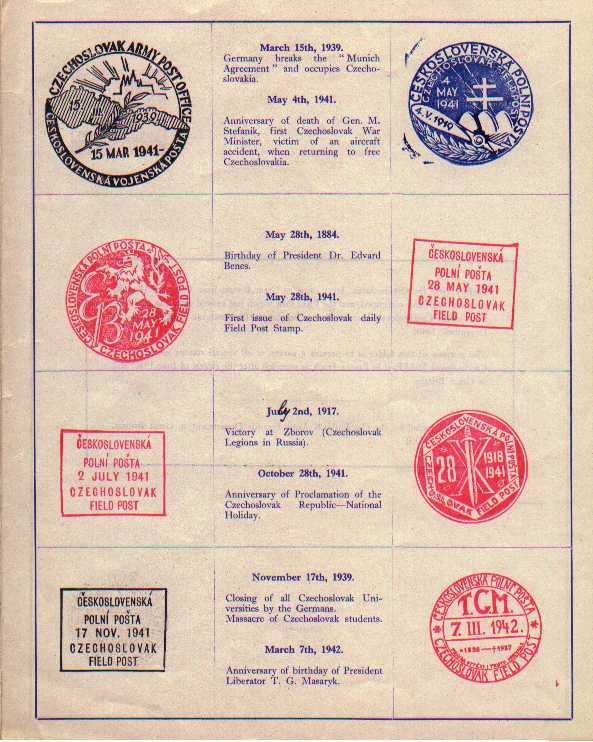 CZECHOSLOVAK ARMY POST OFFICE
15
1939
15 MAR 1941-
ČESKOSLOVENSKÁ VOJENSKÁ POŠTA
March 15th, 1939.
Germany breaks the "Munich
Agreement" and occupies Czecho-
slovakia.
May 4th, 1941.
Anniversary of death of Gen. M.
Stefanik, first Czechoslovak War
Minister, victim of an aircraft
accident, when returning to free
Czechoslovakia.
ČESKOSLOVENSKÁ POLNÍ POŠTA
CZECHOSLOVAK FIELD POST
4
MAY
1941
4.V.1919
ČESKOSLOVENSKÁ POLNÍ POŠTA
CZECHOSLOVAK FIELD POST
EB
28
MAY
1941
May 28th, 1884.
Birthday of President Dr. Edvard
Benes.
May 28th, 1941.
First issue of Czechoslovak daily
Field Post Stamp.
ČESKOSLOVENSKÁ
POLNÍ POŠTA
28 MAY 1941
CZECHOSLOVAK
FIELD POST
ČESKOSLOVENSKÁ
POLNÍ POŠTA
2 JULY 1941
CZECHOSLOVAK
FIELD POST
July 2nd, 1917.
Victory at Zborov (Czechoslovak
Legions in Russia).
October 28th, 1941.
Anniversary of Proclamation of the
Czechoslovak Republic—National
Holiday.
ČESKOSLOVENSKÁ POLNÍ POŠTA
28
1918
1941
CZECHOSLOVAK FIELD POST
ČESKOSLOVENSKÁ
POLNÍ POŠTA
17 NOV. 1941
CZECHOSLOVAK
FIELD POST
November 17th, 1939.
Closing of all Czechoslovak Uni-
versities by the Germans.
Massacre of Czechoslovak students.
March 7th, 1942.
Anniversary of birthday of President
Liberator T. G. Masaryk.
ČESKOSLOVENSKÁ POLNÍ POŠTA
T.G.M.
7. III. 1942.
*1850 — †1937
CZECHOSLOVAK FIELD POST